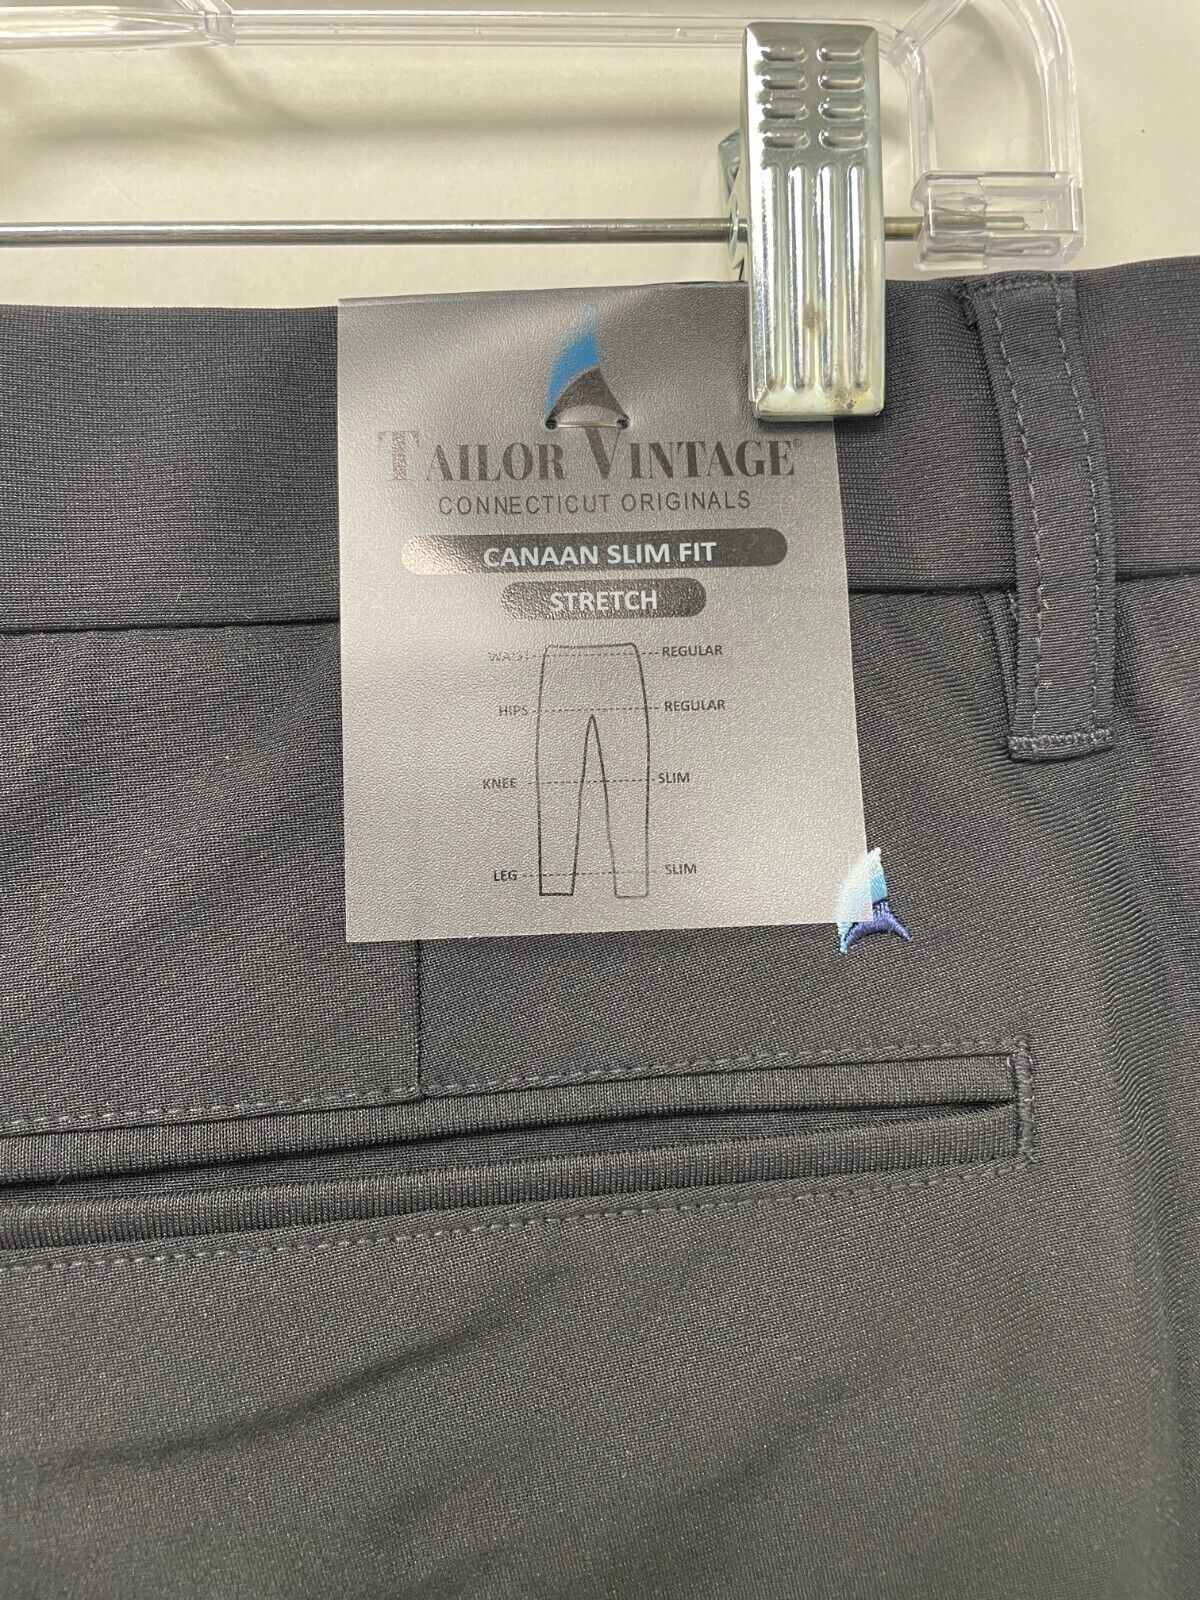 TAILOR VINTAGE®
CONNECTICUT ORIGINALS
CANAAN SLIM FIT
STRETCH
WAIST REGULAR
HIPS REGULAR
KNEE SLIM
LEG SLIM